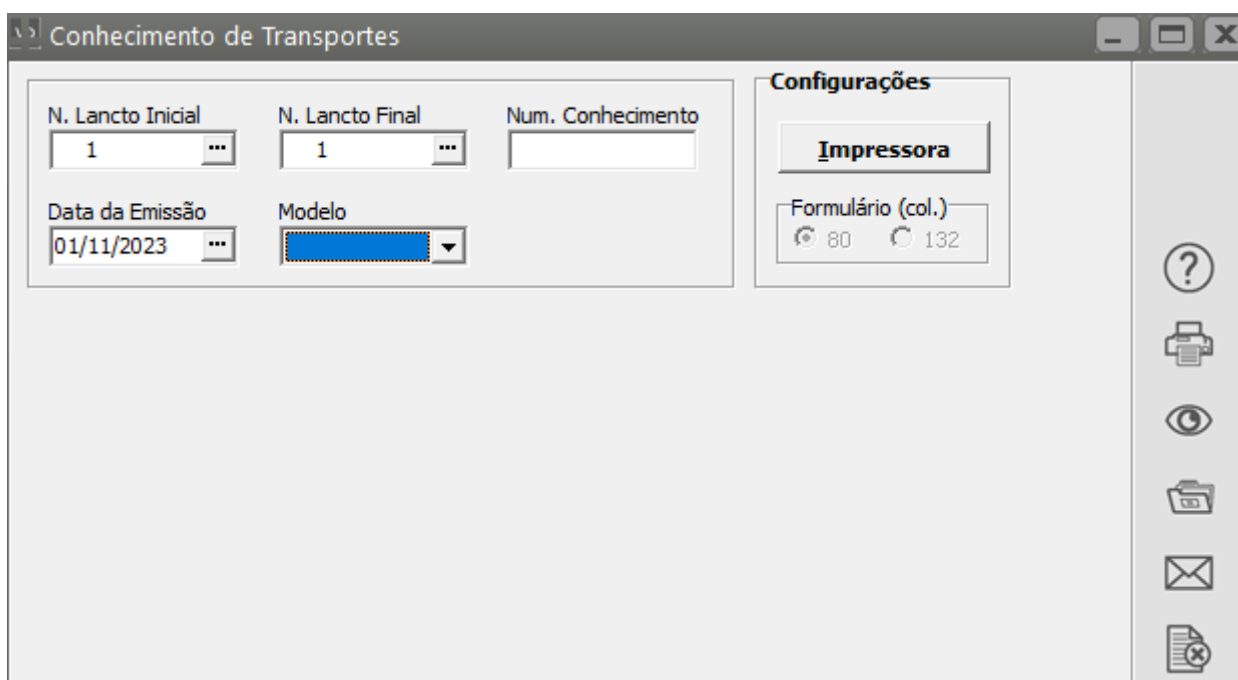 Conhecimento de Transportes
Configurações
N. Lancto Inicial N. Lancto Final Num. Conhecimento
1 ... 1 ... Impressora
Data da Emissão Modelo Formulário (col.)
01/11/2023 ... 80 132